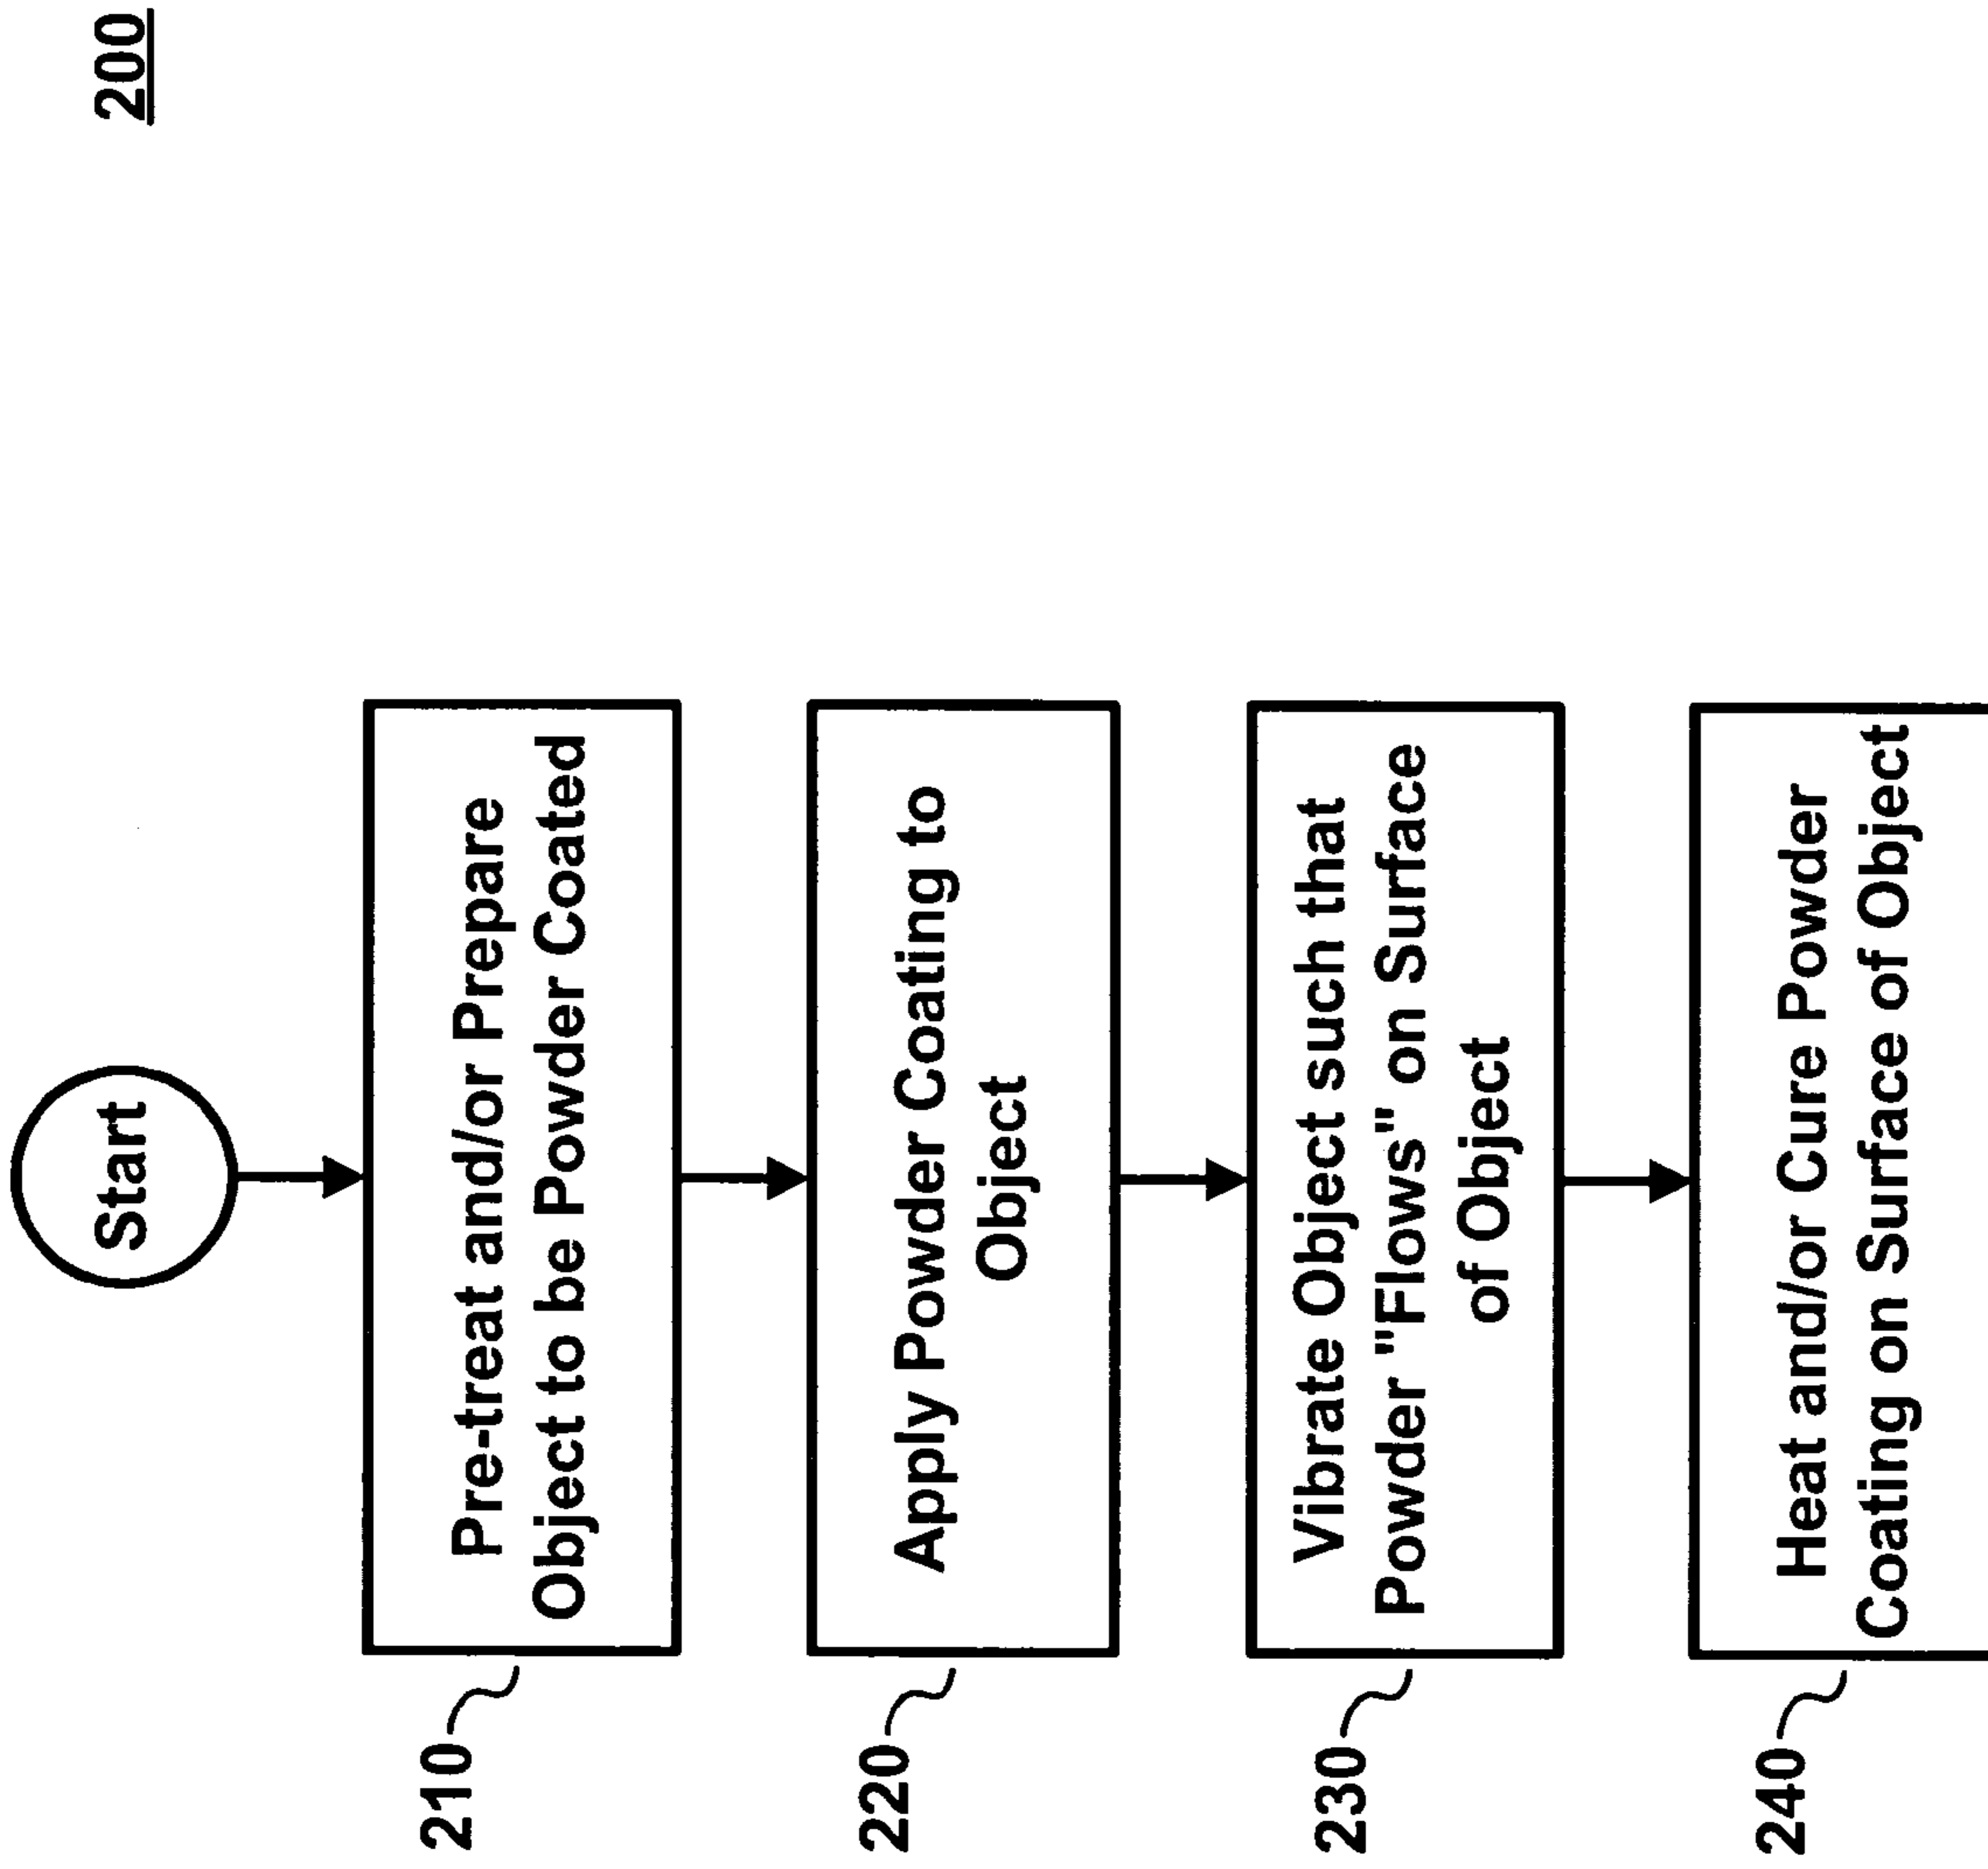 200
Start
210
Pre-treat and/or Prepare
Object to be Powder Coated
220
Apply Powder Coating to
Object
230
Vibrate Object such that
Powder "Flows" on Surface
of Object
240
Heat and/or Cure Powder
Coating on Surface of Object